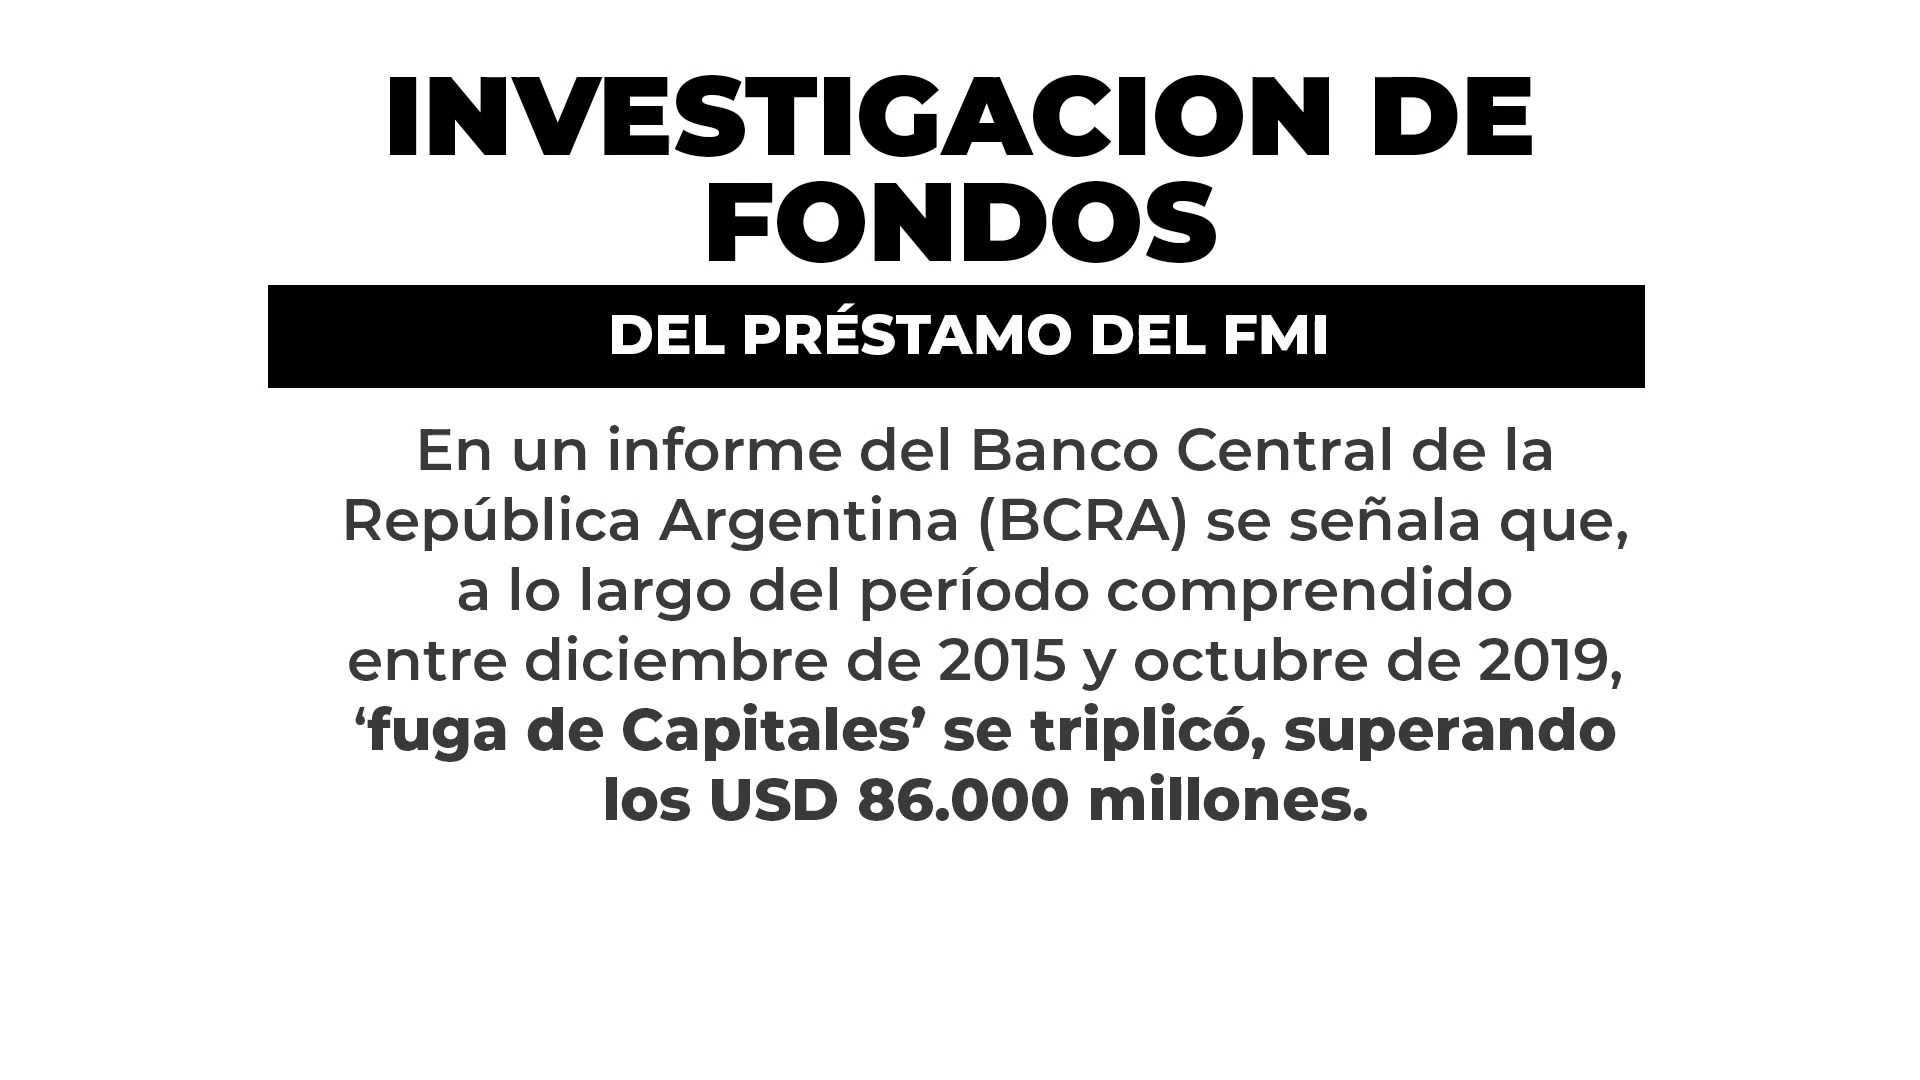 INVESTIGACION DE
FONDOS
DEL PRÉSTAMO DEL FMI
En un informe del Banco Central de la
República Argentina (BCRA) se señala que,
a lo largo del período comprendido
entre diciembre de 2015 y octubre de 2019,
‘fuga de Capitales’ se triplicó, superando
los USD 86.000 millones.